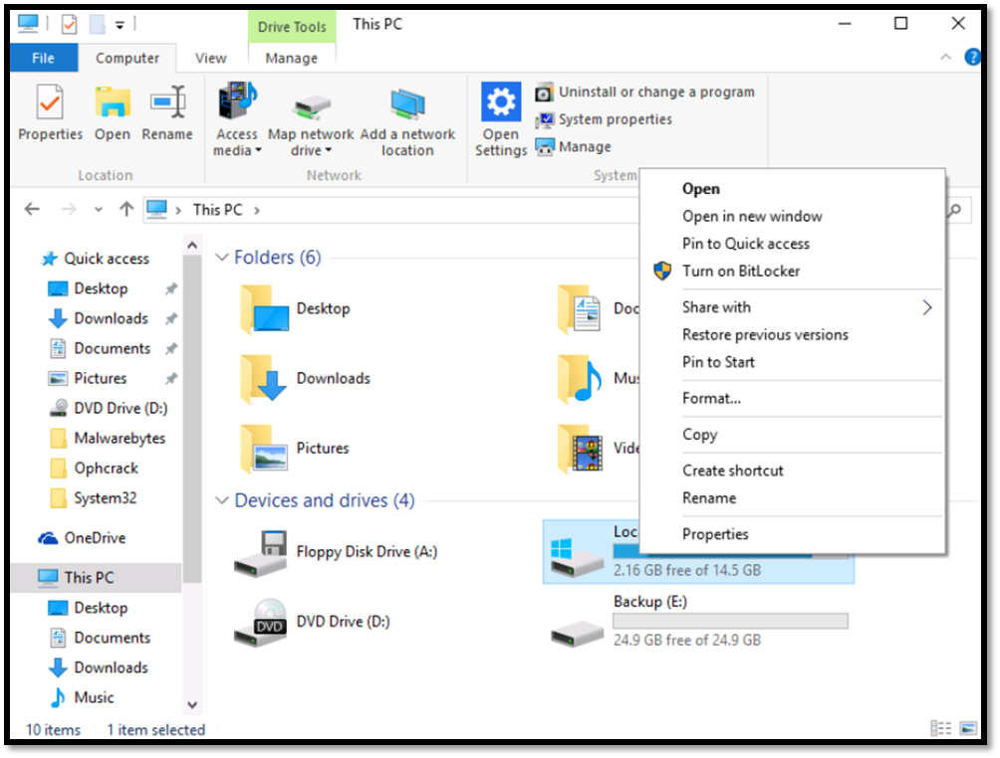 Drive Tools
This PC
File
Computer
View
Manage
Properties
Open
Rename
Access
media
Map network
drive
Add a network
location
Open
Settings
Uninstall or change a program
System properties
Manage
Location
Network
System
This PC
Quick access
Desktop
Downloads
Documents
Pictures
DVD Drive (D:)
Malwarebytes
Ophcrack
System32
OneDrive
This PC
Desktop
Documents
Downloads
Music
Folders (6)
Desktop
Doc
Downloads
Mus
Pictures
Vide
Devices and drives (4)
Floppy Disk Drive (A:)
Loc
2.16 GB free of 14.5 GB
DVD
DVD Drive (D:)
Backup (E:)
24.9 GB free of 24.9 GB
Open
Open in new window
Pin to Quick access
Turn on BitLocker
Share with
Restore previous versions
Pin to Start
Format...
Copy
Create shortcut
Rename
Properties
10 items
1 item selected